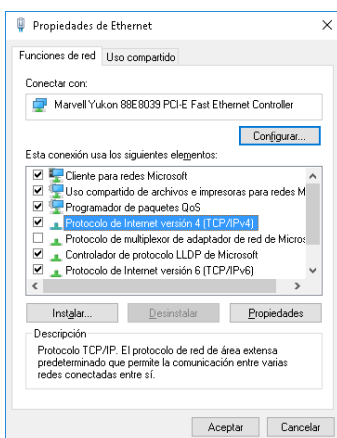 Propiedades de Ethernet
Funciones de red
Uso compartido
Conectar con:
Marvell Yukon 88E8039 PCI-E Fast Ethernet Controller
Configurar...
Esta conexión usa los siguientes elementos:
Cliente para redes Microsoft
Uso compartido de archivos e impresoras para redes M
Programador de paquetes QoS
Protocolo de Internet versión 4 (TCP/IPv4)
Protocolo de multiplexor de adaptador de red de Micros
Controlador de protocolo LLDP de Microsoft
Protocolo de Internet versión 6 (TCP/IPv6)
Instalar...
Desinstalar
Propiedades
Descripción
Protocolo TCP/IP. El protocolo de red de área extensa
predeterminado que permite la comunicación entre varias
redes conectadas entre sí.
Aceptar
Cancelar